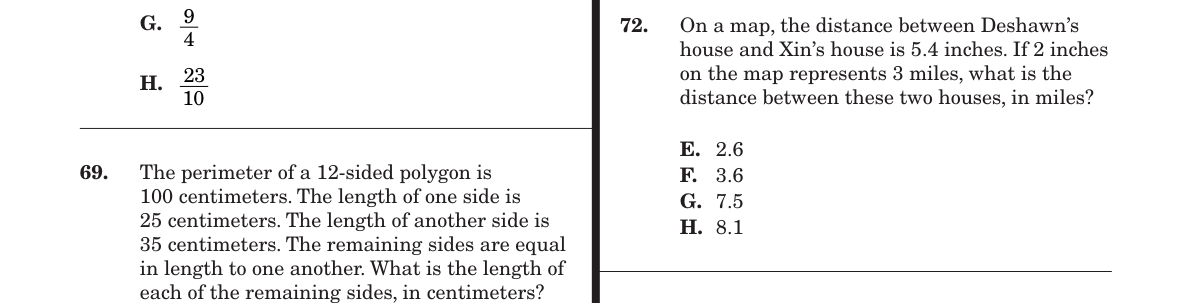 G. 9/4
H. 23/10
69. The perimeter of a 12-sided polygon is
100 centimeters. The length of one side is
25 centimeters. The length of another side is
35 centimeters. The remaining sides are equal
in length to one another. What is the length of
each of the remaining sides, in centimeters?
72. On a map, the distance between Deshawn’s
house and Xin’s house is 5.4 inches. If 2 inches
on the map represents 3 miles, what is the
distance between these two houses, in miles?
E. 2.6
F. 3.6
G. 7.5
H. 8.1